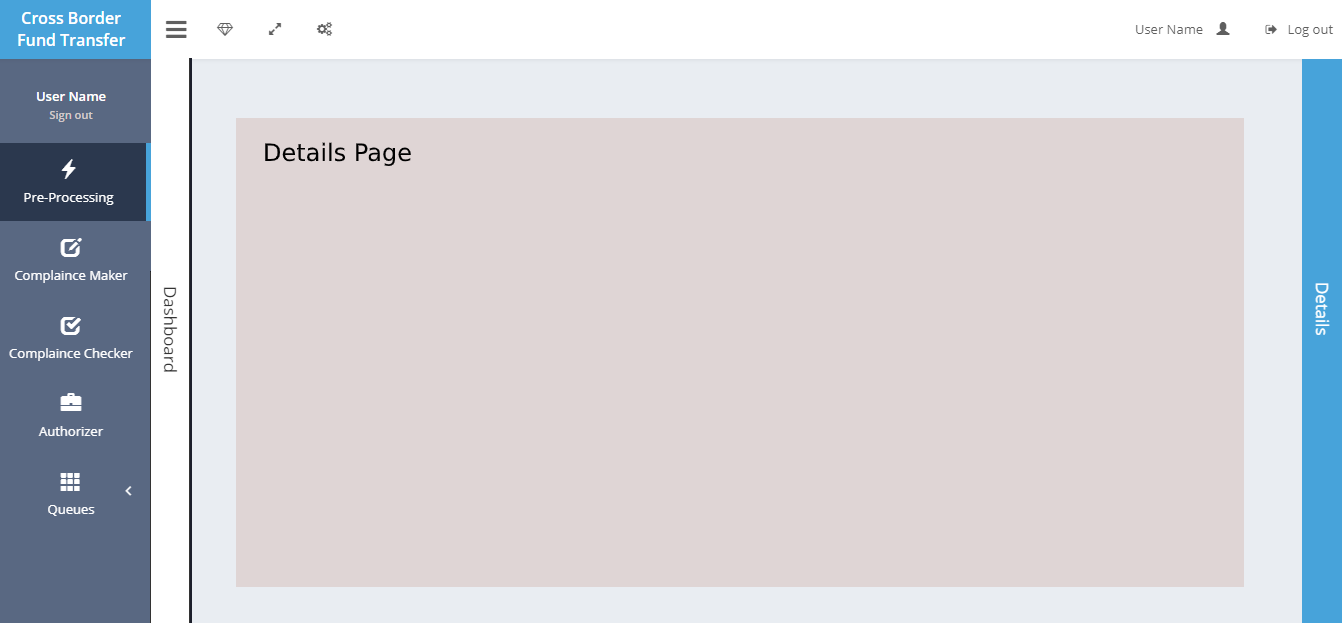 Cross Border
Fund Transfer
User Name
Log out
User Name
Sign out
Pre-Processing
Complaince Maker
Complaince Checker
Authorizer
Queues
Dashboard
Details Page
Details